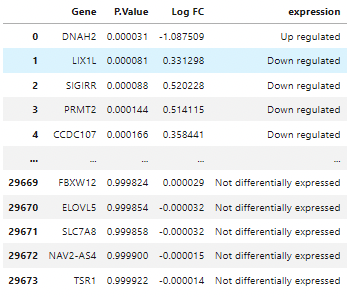 Gene P.Value Log FC expression
0 DNAH2 0.000031 -1.087509 Up regulated
1 LIX1L 0.000081 0.331298 Down regulated
2 SIGIRR 0.000088 0.520228 Down regulated
3 PRMT2 0.000144 0.514115 Down regulated
4 CCDC107 0.000166 0.358441 Down regulated
... ... ... ... ...
29669 FBXW12 0.999824 0.000029 Not differentially expressed
29670 ELOVL5 0.999854 -0.000032 Not differentially expressed
29671 SLC7A8 0.999858 -0.000032 Not differentially expressed
29672 NAV2-AS4 0.999900 -0.000015 Not differentially expressed
29673 TSR1 0.999922 -0.000014 Not differentially expressed